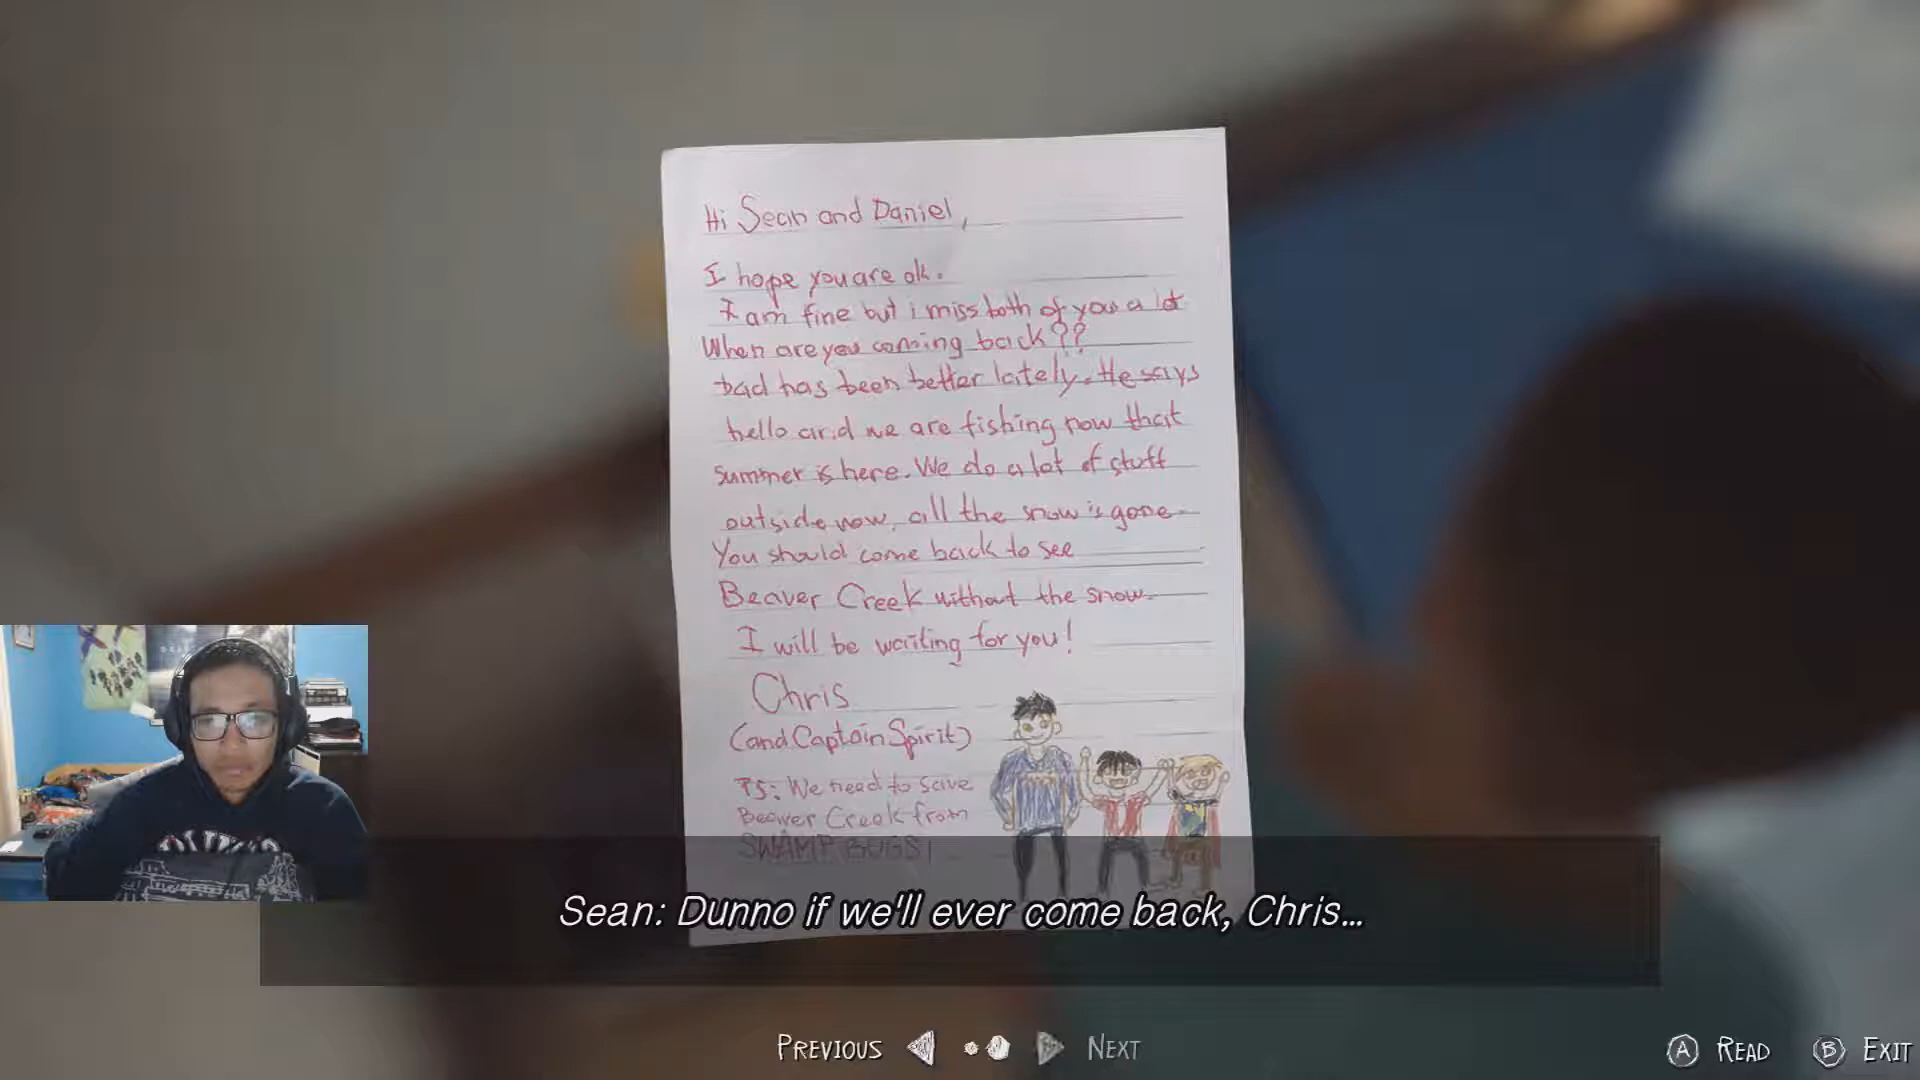 Hi Sean and Daniel,
I hope you are ok.
I am fine but i miss both of you a lot
When are you coming back??
Dad has been better lately. He says
hello and we are fishing now that
summer is here. We do a lot of stuff
outside now, all the snow is gone
You should come back to see
Beaver Creek without the snow
I will be waiting for you!
Chris
(and Captain Spirit)
PS: We need to save
Beaver Creek from
SWAMP BUGS!
Sean: Dunno if we'll ever come back, Chris...
PREVIOUS NEXT
A READ B EXIT